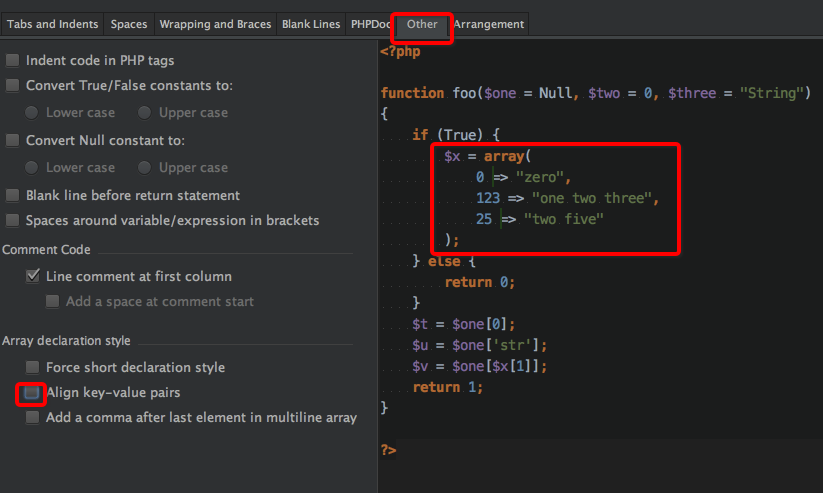 Tabs and Indents Spaces Wrapping and Braces Blank Lines PHPDoc Other Arrangement
Indent code in PHP tags
Convert True/False constants to:
Lower case Upper case
Convert Null constant to:
Lower case Upper case
Blank line before return statement
Spaces around variable/expression in brackets
Comment Code
Line comment at first column
Add a space at comment start
Array declaration style
Force short declaration style
Align key-value pairs
Add a comma after last element in multiline array
<?php
function foo($one = Null, $two = 0, $three = "String")
{
if (True) {
$x = array(
0 => "zero",
123 => "one two three",
25 => "two five"
);
} else {
return 0;
}
$t = $one[0];
$u = $one['str'];
$v = $one[$x[1]];
return 1;
}
?>